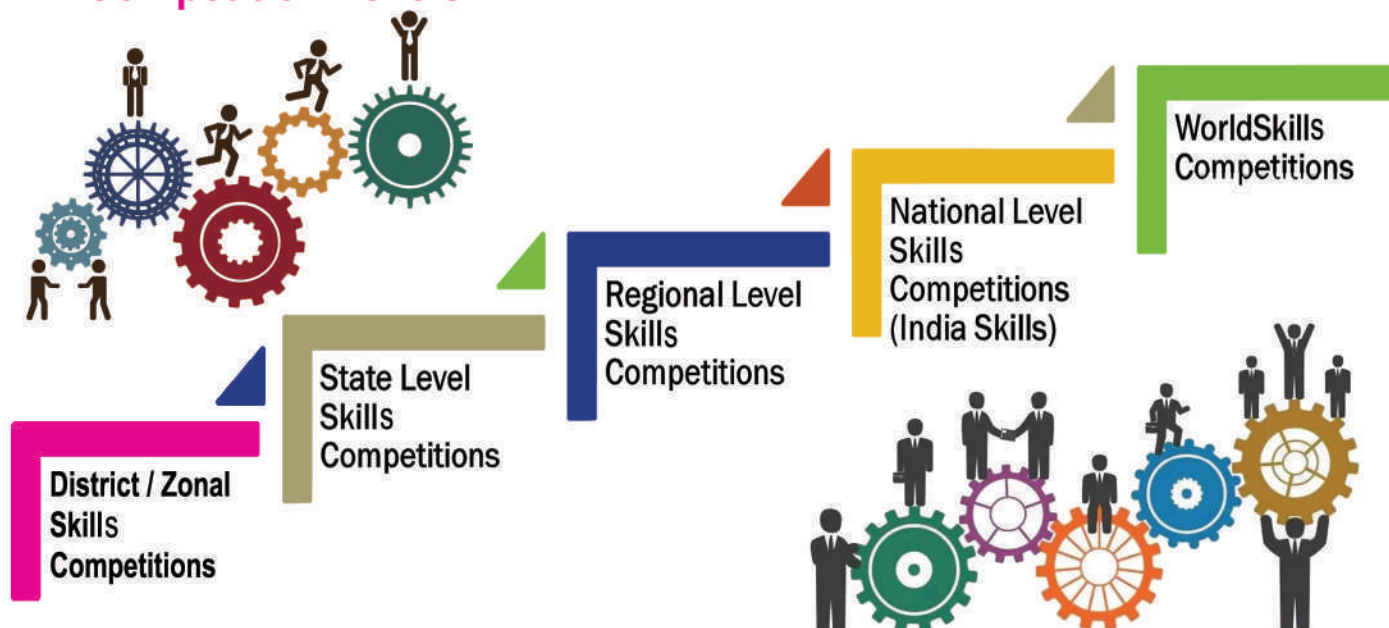 District / Zonal
Skills
Competitions
State Level
Skills
Competitions
Regional Level
Skills
Competitions
National Level
Skills
Competitions
(India Skills)
WorldSkills
Competitions